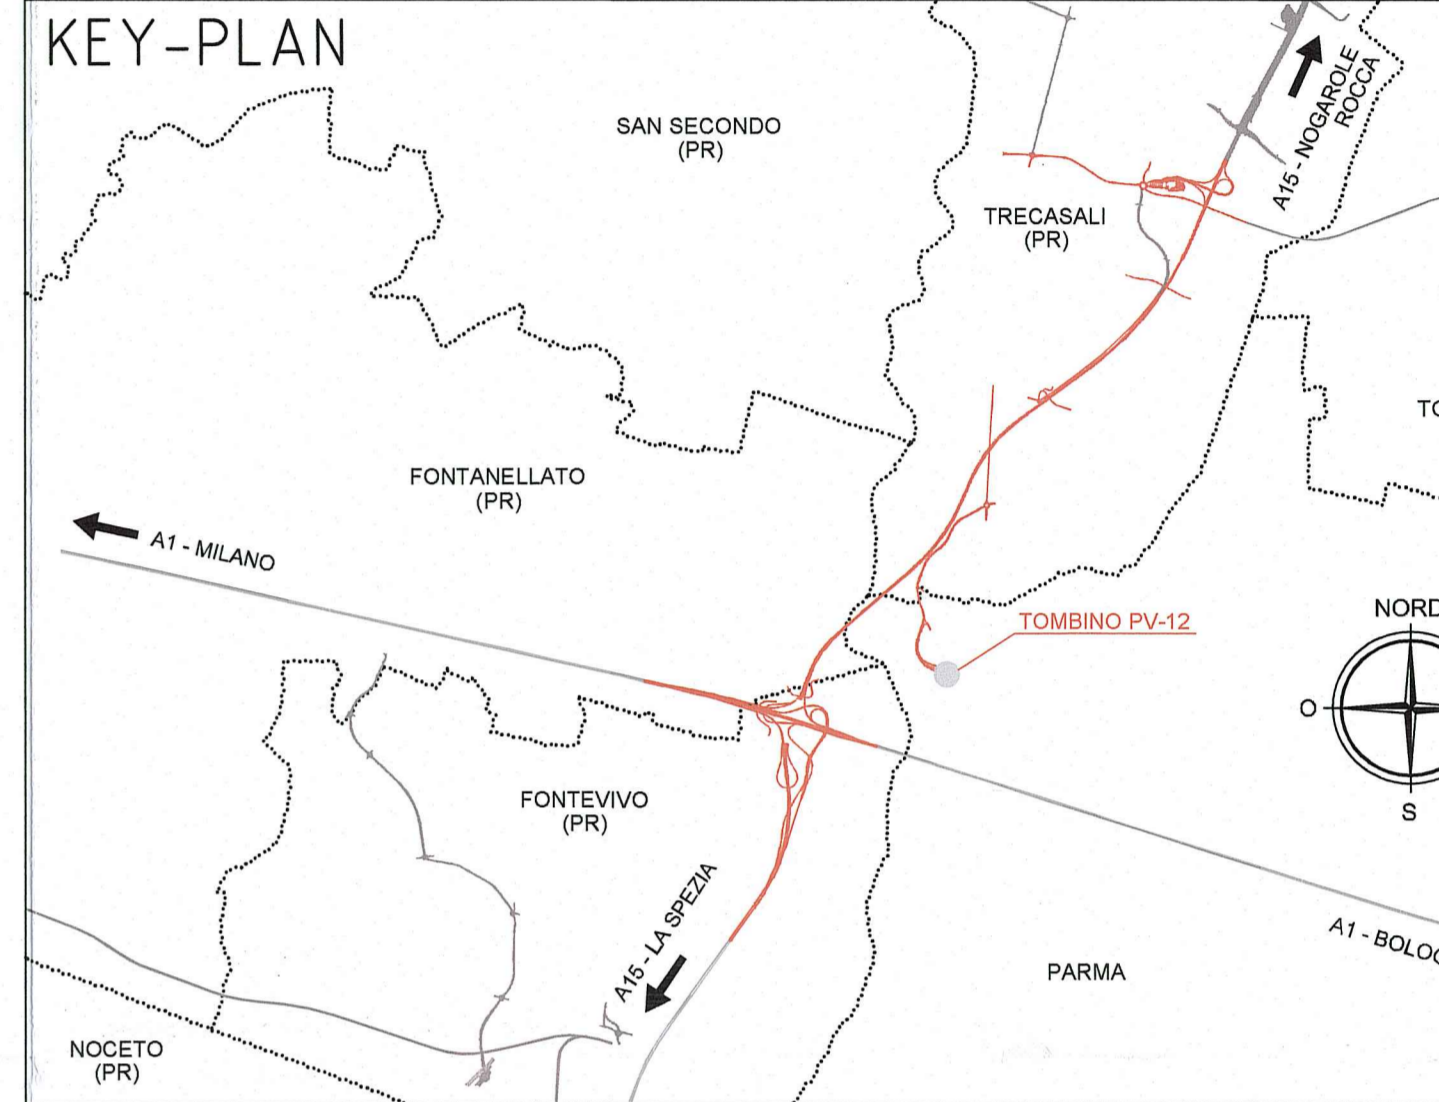 KEY-PLAN
SAN SECONDO
(PR)
A15 - NOGAROLE
ROCCA
TRECASALI
(PR)
FONTANELLATO
(PR)
A1 - MILANO
NORD
TOMBINO PV-12
O
S
FONTEVIVO
(PR)
A15 - LA SPEZIA
PARMA
NOCETO
(PR)